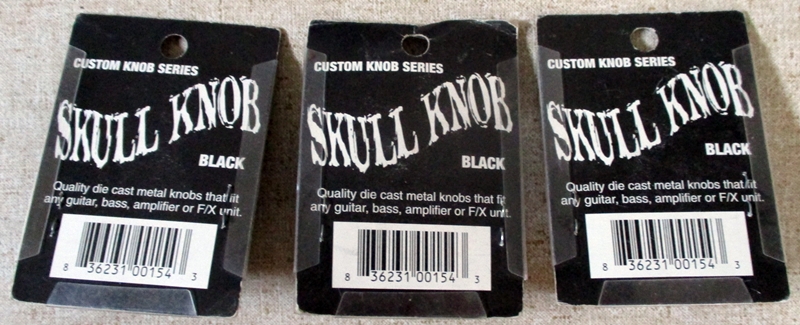 CUSTOM KNOB SERIES
SKULL KNOB
BLACK
Quality die cast metal knobs that fit
any guitar, bass, amplifier or F/X unit.
8 36231 00154 3
CUSTOM KNOB SERIES
SKULL KNOB
BLACK
Quality die cast metal knobs that fit
any guitar, bass, amplifier or F/X unit.
8 36231 00154 3
CUSTOM KNOB SERIES
SKULL KNOB
BLACK
Quality die cast metal knobs that fit
any guitar, bass, amplifier or F/X unit.
8 36231 00154 3